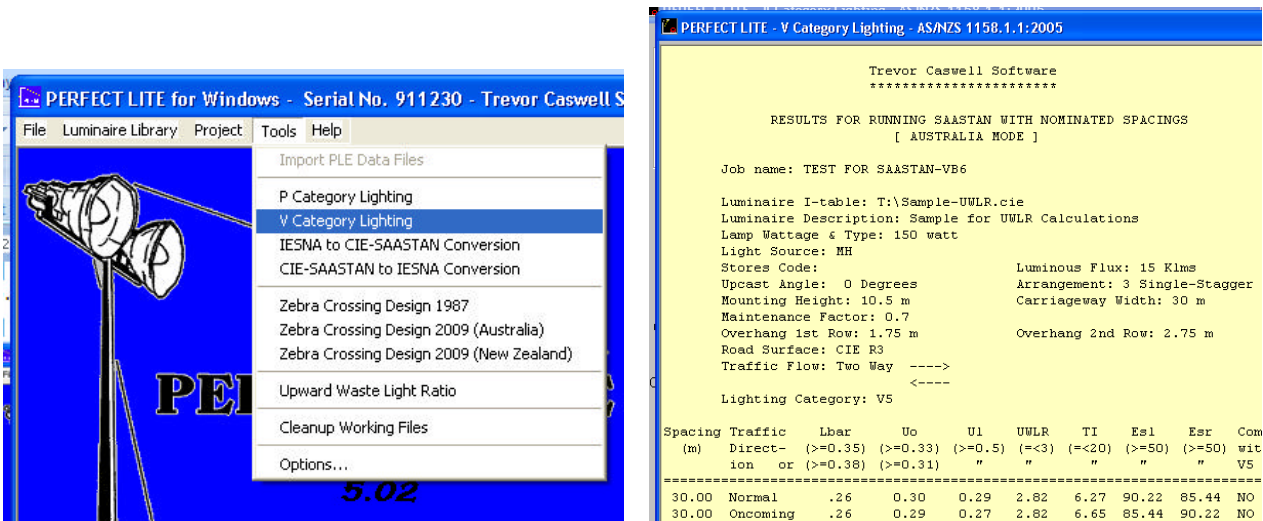 PERFECT LITE for Windows - Serial No. 911230 - Trevor Caswell S
File Luminaire Library Project Tools Help
Import PLE Data Files
P Category Lighting
V Category Lighting
IESNA to CIE-SAASTAN Conversion
CIE-SAASTAN to IESNA Conversion
Zebra Crossing Design 1987
Zebra Crossing Design 2009 (Australia)
Zebra Crossing Design 2009 (New Zealand)
Upward Waste Light Ratio
Cleanup Working Files
Options...
PE
5.02
PERFECT LITE - V Category Lighting - AS/NZS 1158.1.1:2005
Trevor Caswell Software
***********************
RESULTS FOR RUNNING SAASTAN WITH NOMINATED SPACINGS
[ AUSTRALIA MODE ]
Job name: TEST FOR SAASTAN-VB6
Luminaire I-table: T:\Sample-UWLR.cie
Luminaire Description: Sample for UWLR Calculations
Lamp Wattage & Type: 150 watt
Light Source: MH
Stores Code: Luminous Flux: 15 Klms
Upcast Angle: 0 Degrees Arrangement: 3 Single-Stagger
Mounting Height: 10.5 m Carriageway Width: 30 m
Maintenance Factor: 0.7
Overhang 1st Row: 1.75 m Overhang 2nd Row: 2.75 m
Road Surface: CIE R3
Traffic Flow: Two Way ---->
<----
Lighting Category: V5
Spacing Traffic Lbar Uo Ul UWLR TI Esl Esr Com
(m) Direct- (>=0.35) (>=0.33) (>=0.5) (=<3) (=<20) (>=50) (>=50) wit
ion or (>=0.38) (>=0.31) " " " " " V5
30.00 Normal .26 0.30 0.29 2.82 6.27 90.22 85.44 NO
30.00 Oncoming .26 0.29 0.27 2.82 6.65 85.44 90.22 NO